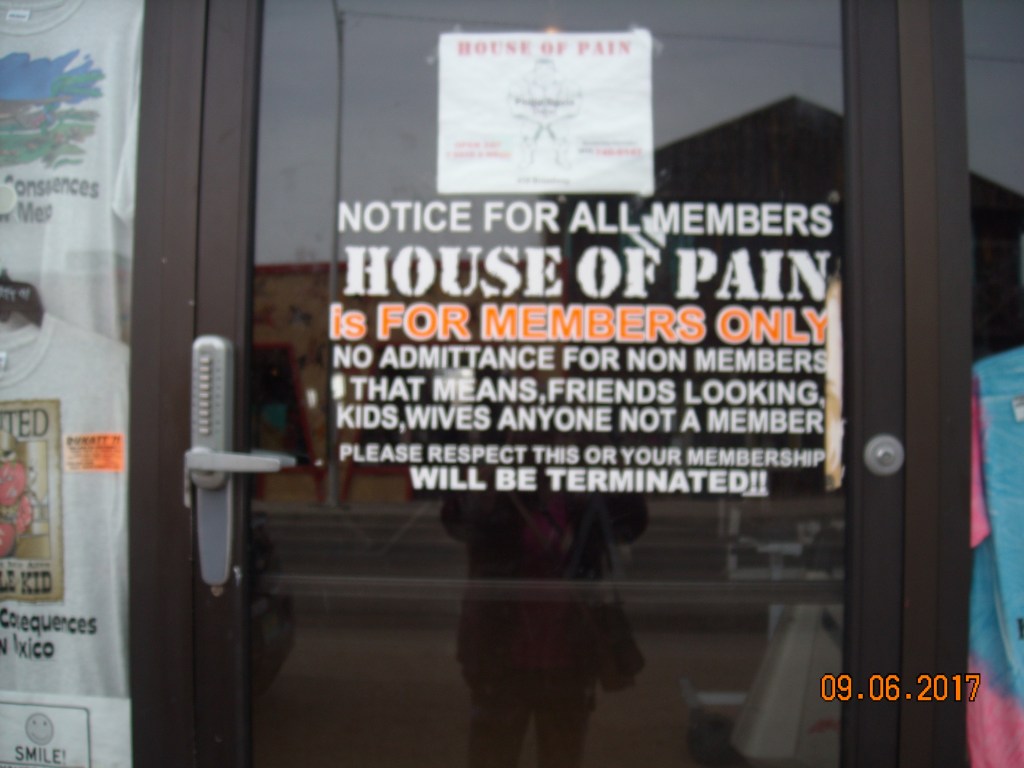 HOUSE OF PAIN
NOTICE FOR ALL MEMBERS
HOUSE OF PAIN
is FOR MEMBERS ONLY
NO ADMITTANCE FOR NON MEMBERS
THAT MEANS,FRIENDS LOOKING,
KIDS,WIVES ANYONE NOT A MEMBER
PLEASE RESPECT THIS OR YOUR MEMBERSHIP
WILL BE TERMINATED!!
SMILE!
09.06.2017